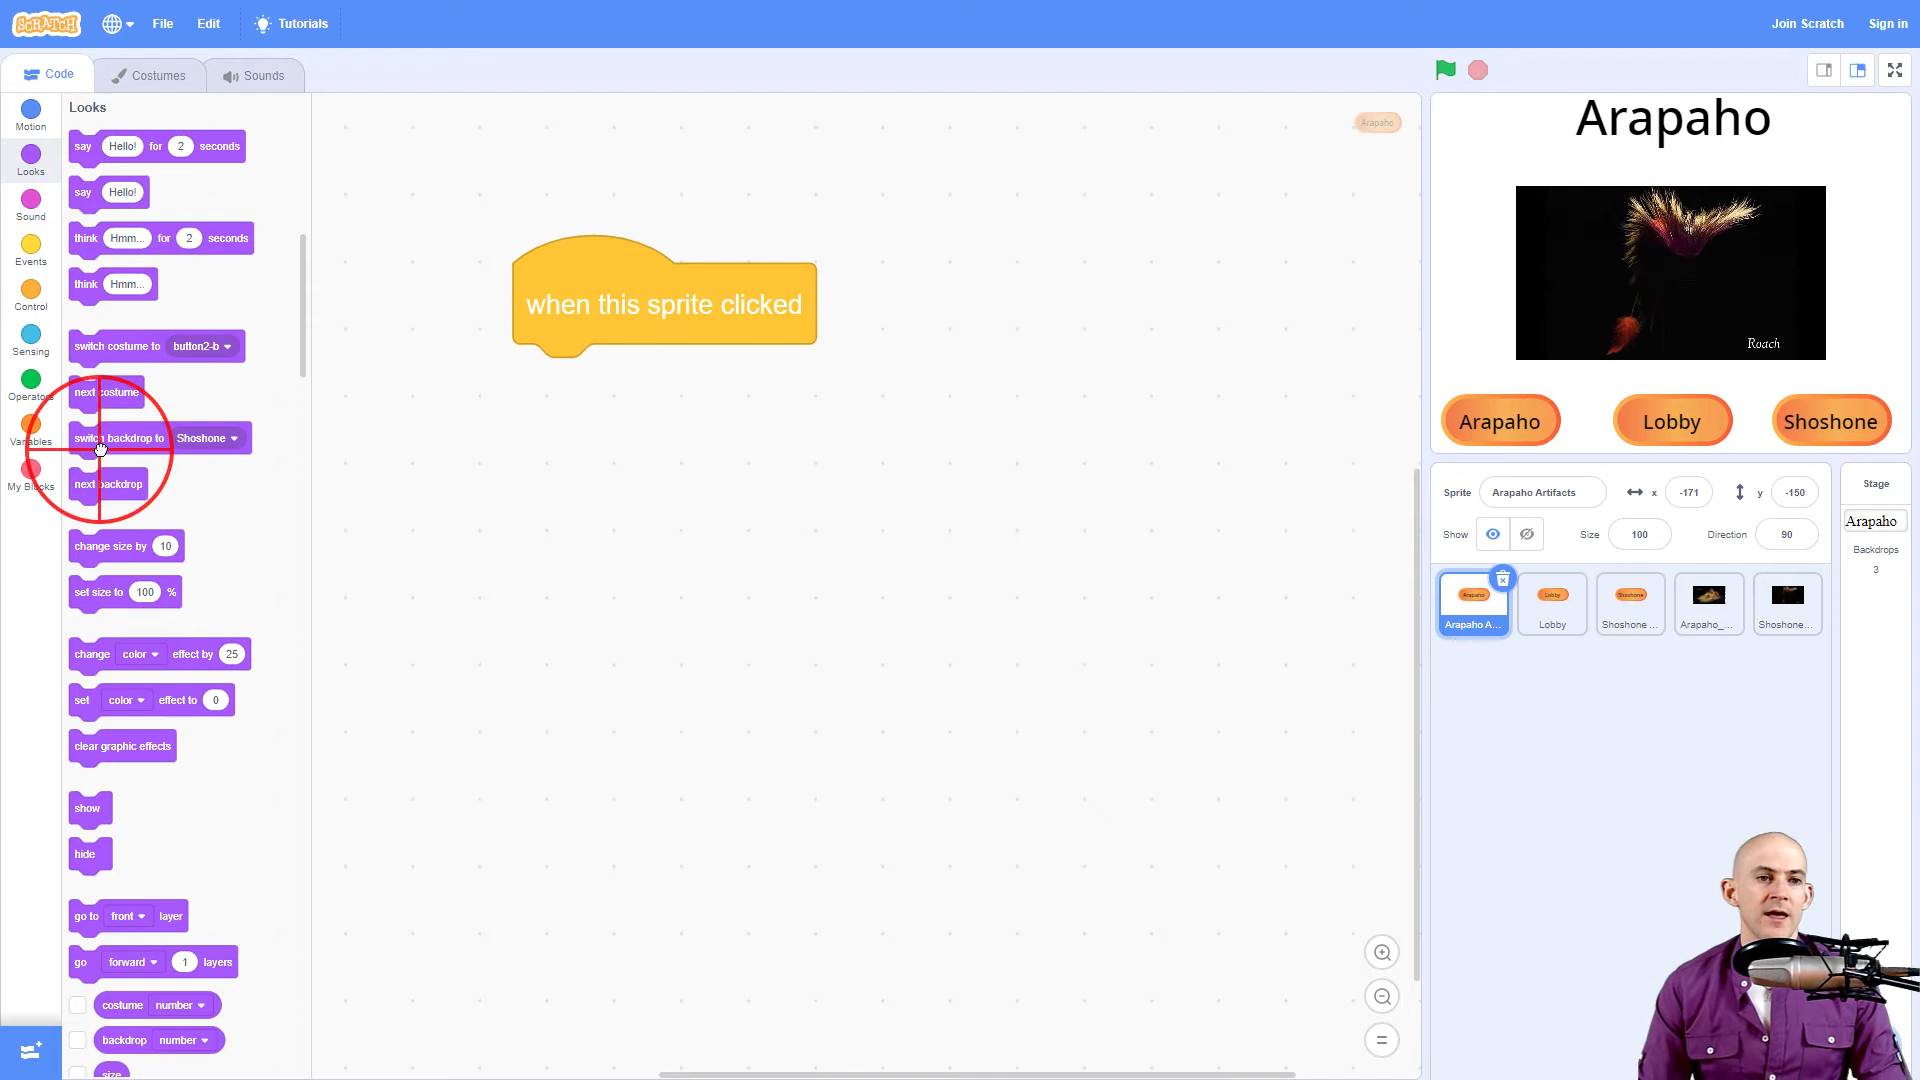 SCRATCH
File
Edit
Tutorials
Join Scratch
Sign in
Code
Costumes
Sounds
Motion
Looks
Sound
Events
Control
Sensing
Operators
Variables
My Blocks
Looks
say Hello! for 2 seconds
say Hello!
think Hmm... for 2 seconds
think Hmm...
switch costume to button2-b
next costume
switch backdrop to Shoshone
next backdrop
change size by 10
set size to 100 %
change color effect by 25
set color effect to 0
clear graphic effects
show
hide
go to front layer
go forward 1 layers
costume number
backdrop number
size
when this sprite clicked
Arapaho
Arapaho
Roach
Arapaho
Lobby
Shoshone
Sprite Arapaho Artifacts x -171 y -150
Show Size 100 Direction 90
Arapaho
Lobby
Shoshone
Arapaho A...
Lobby
Shoshone ...
Arapaho_...
Shoshone...
Stage
Arapaho
Backdrops
3